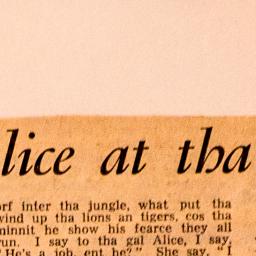 lice at tha
orf inter tha jungle, what put tha
wind up tha lions an tigers, cos tha
minnit he show his fearce they all
run. I say to tha gal Alice, I say,
"He's a job, ent he?" She say, "I